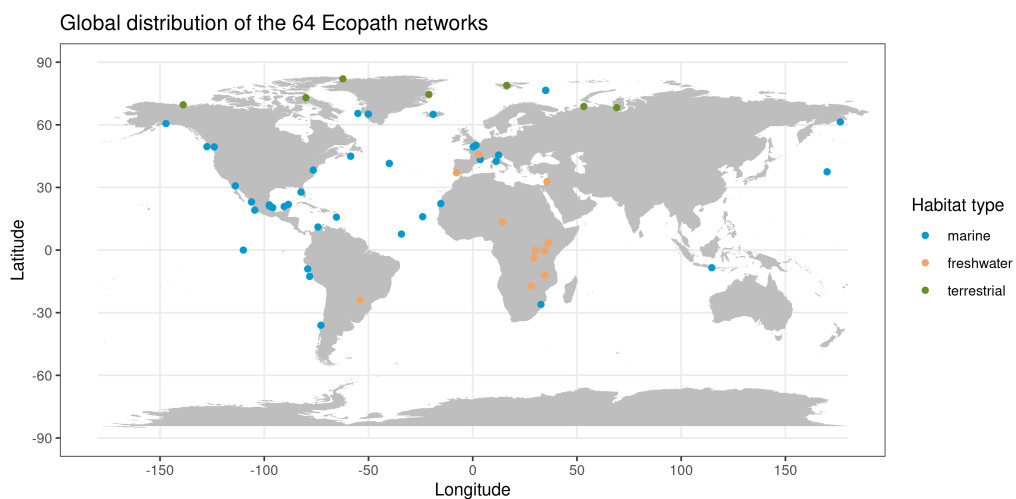 Global distribution of the 64 Ecopath networks
90
60
30
0
-30
-60
-90
Latitude
-150
-100
-50
0
50
100
150
Longitude
Habitat type
marine
freshwater
terrestrial